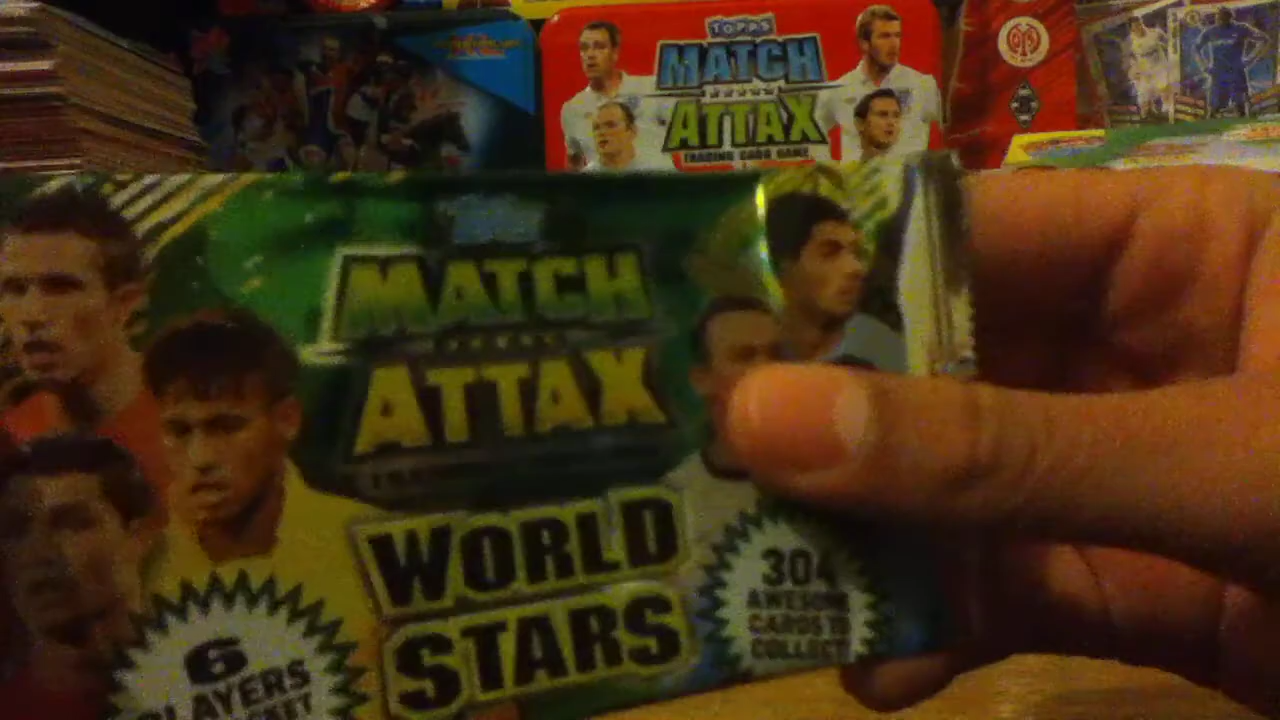 TOPPS
MATCH
ATTAX
TRADING CARD GAME
MATCH
ATTAX
WORLD
STARS
304
AWESOME
CARDS TO
COLLECT
6
PLAYERS